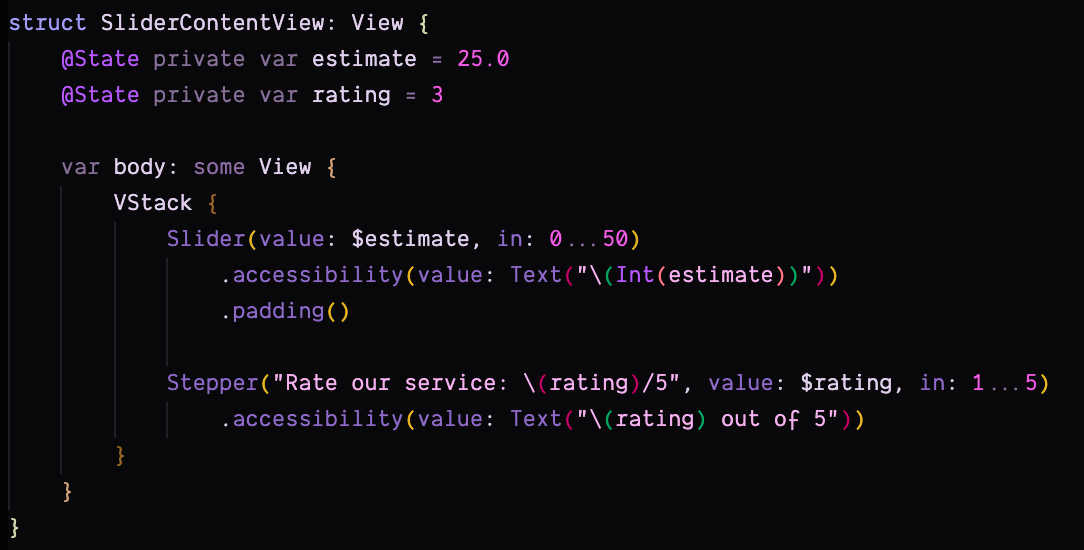 struct SliderContentView: View {
    @State private var estimate = 25.0
    @State private var rating = 3

    var body: some View {
        VStack {
            Slider(value: $estimate, in: 0...50)
                .accessibility(value: Text("\(Int(estimate))"))
                .padding()

            Stepper("Rate our service: \(rating)/5", value: $rating, in: 1...5)
                .accessibility(value: Text("\(rating) out of 5"))
        }
    }
}